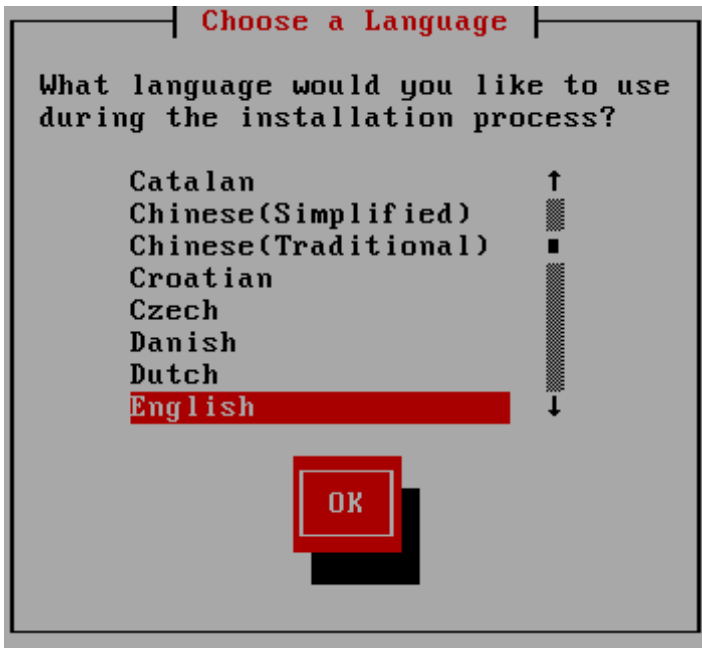 Choose a Language
What language would you like to use
during the installation process?
Catalan
Chinese(Simplified)
Chinese(Traditional)
Croatian
Czech
Danish
Dutch
English
OK